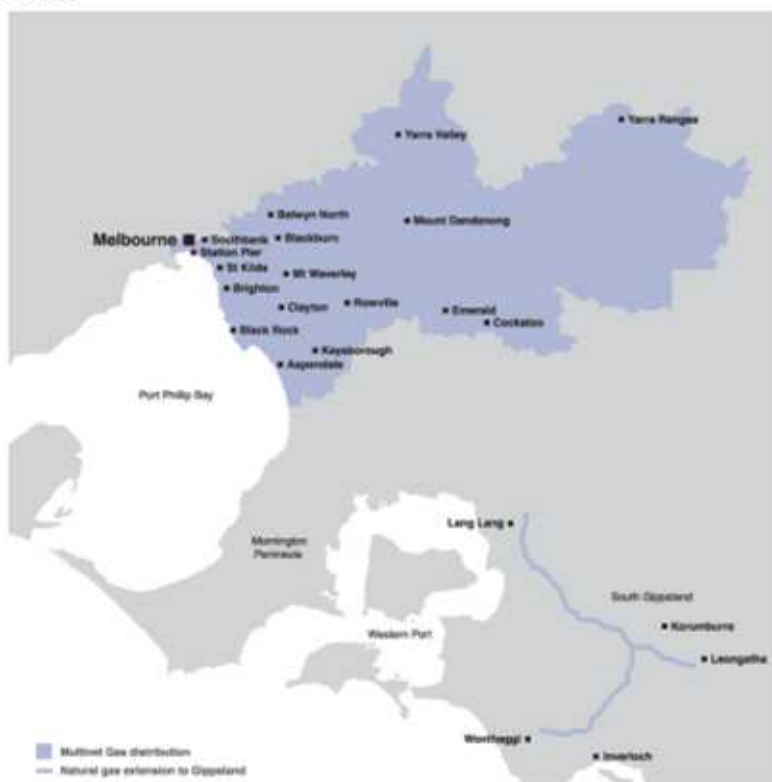 Yarra Ranges
Yarra Valley
Balwyn North
Mount Dandenong
Melbourne
Southbank
Blackburn
Station Pier
St Kilda
Mt Waverley
Brighton
Rowville
Clayton
Emerald
Cockatoo
Black Rock
Keysborough
Aspendale
Port Phillip Bay
Lang Lang
Mornington
Peninsula
South Gippsland
Korumburra
Western Port
Leongatha
Wonthaggi
Multinet Gas distribution
Inverloch
Natural gas extension to Gippsland